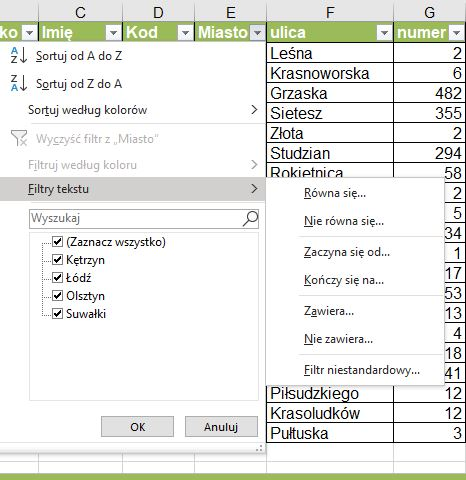 C D E F G
ko Imię Kod Miasto ulica numer
Sortuj od A do Z
Sortuj od Z do A
Sortuj według kolorów
Wyczyść filtr z „Miasto”
Filtruj według koloru
Filtry tekstu
Wyszukaj
(Zaznacz wszystko)
Kętrzyn
Łódź
Olsztyn
Suwałki
OK Anuluj
Równa się...
Nie równa się...
Zaczyna się od...
Kończy się na...
Zawiera...
Nie zawiera...
Filtr niestandardowy...
Leśna 2
Krasnoworska 6
Grzaska 482
Sietesz 355
Złota 2
Studzian 294
Rokietnica 58
2
5
34
1
17
53
13
4
18
41
Piłsudzkiego 12
Krasoludków 12
Pułtuska 3